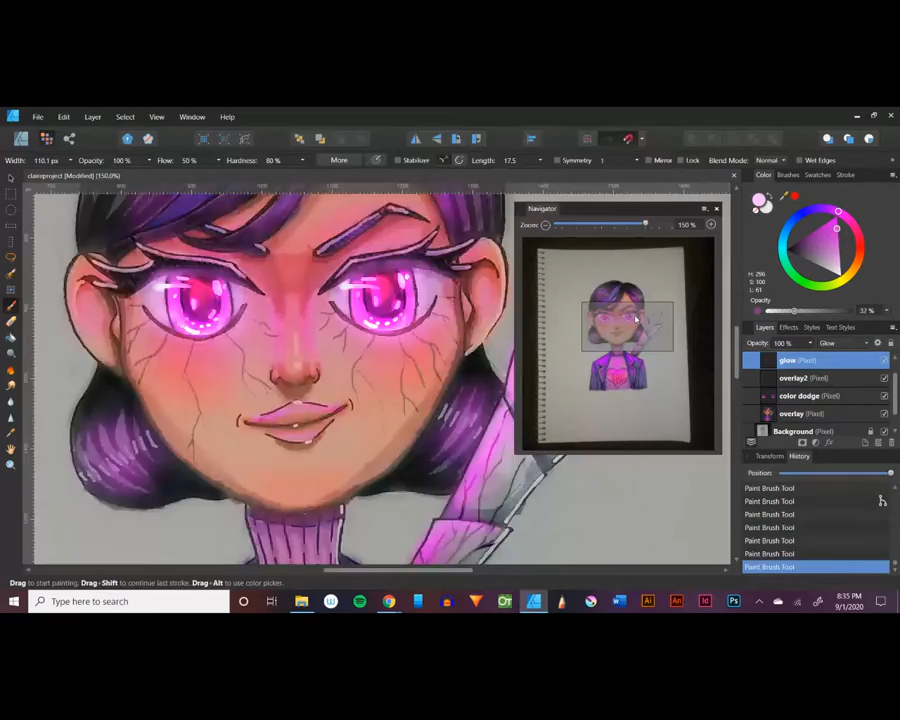 File Edit Layer Select Text View Window Help
Width: 110.1 px Opacity: 100 % Flow: 50 % Hardness: 80 % More Stabiliser Length: 17.5 Symmetry 1 Mirror Lock Blend Mode: Normal Wet Edges
claireproject [Modified] (150.0%)
Color Brushes Swatches Stroke
Navigator
Zoom: 150 %
H: 296
S: 100
L: 61
Opacity
32 %
Layers Effects Styles Text Styles
Opacity: 100 % Glow
glow (Pixel)
overlay2 (Pixel)
color dodge (Pixel)
overlay (Pixel)
Background (Pixel)
Transform History
Position:
Paint Brush Tool
Paint Brush Tool
Paint Brush Tool
Paint Brush Tool
Paint Brush Tool
Paint Brush Tool
Paint Brush Tool
Drag to start painting. Drag+Shift to continue last stroke. Drag+Alt to use color picker.
Type here to search
8:35 PM
9/1/2020